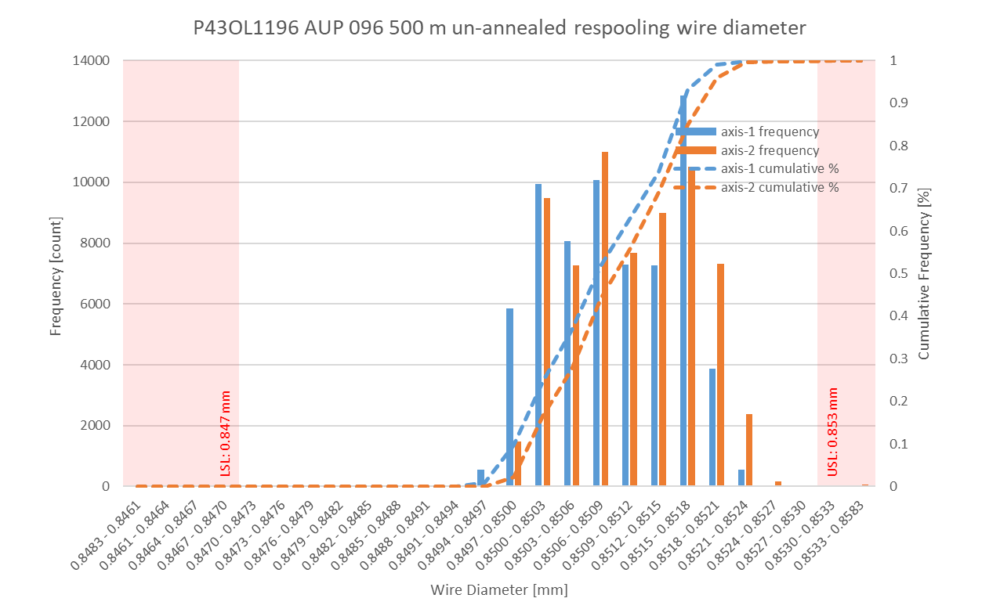 P43OL1196 AUP 096 500 m un-annealed respooling wire diameter
14000
12000
10000
8000
6000
4000
2000
0
Frequency [count]
1
0.9
0.8
0.7
0.6
0.5
0.4
0.3
0.2
0.1
0
Cumulative Frequency [%]
axis-1 frequency
axis-2 frequency
axis-1 cumulative %
axis-2 cumulative %
LSL: 0.847 mm
USL: 0.853 mm
0.8483 - 0.8461
0.8461 - 0.8464
0.8464 - 0.8467
0.8467 - 0.8470
0.8470 - 0.8473
0.8473 - 0.8476
0.8476 - 0.8479
0.8479 - 0.8482
0.8482 - 0.8485
0.8485 - 0.8488
0.8488 - 0.8491
0.8491 - 0.8494
0.8494 - 0.8497
0.8497 - 0.8500
0.8500 - 0.8503
0.8503 - 0.8506
0.8506 - 0.8509
0.8509 - 0.8512
0.8512 - 0.8515
0.8515 - 0.8518
0.8518 - 0.8521
0.8521 - 0.8524
0.8524 - 0.8527
0.8527 - 0.8530
0.8530 - 0.8533
0.8533 - 0.8583
Wire Diameter [mm]